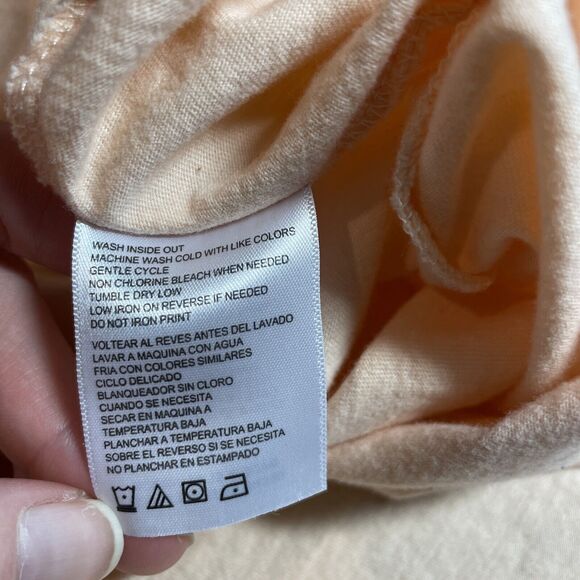 WASH INSIDE OUT
MACHINE WASH COLD WITH LIKE COLORS
GENTLE CYCLE
NON CHLORINE BLEACH WHEN NEEDED
TUMBLE DRY LOW
LOW IRON ON REVERSE IF NEEDED
DO NOT IRON PRINT
VOLTEAR AL REVES ANTES DEL LAVADO
LAVAR A MAQUINA CON AGUA
FRIA CON COLORES SIMILARES
CICLO DELICADO
BLANQUEADOR SIN CLORO
CUANDO SE NECESITA
SECAR EN MAQUINA A
TEMPERATURA BAJA
PLANCHAR A TEMPERATURA BAJA
SOBRE EL REVERSO SI SE NECESITA
NO PLANCHAR EN ESTAMPADO